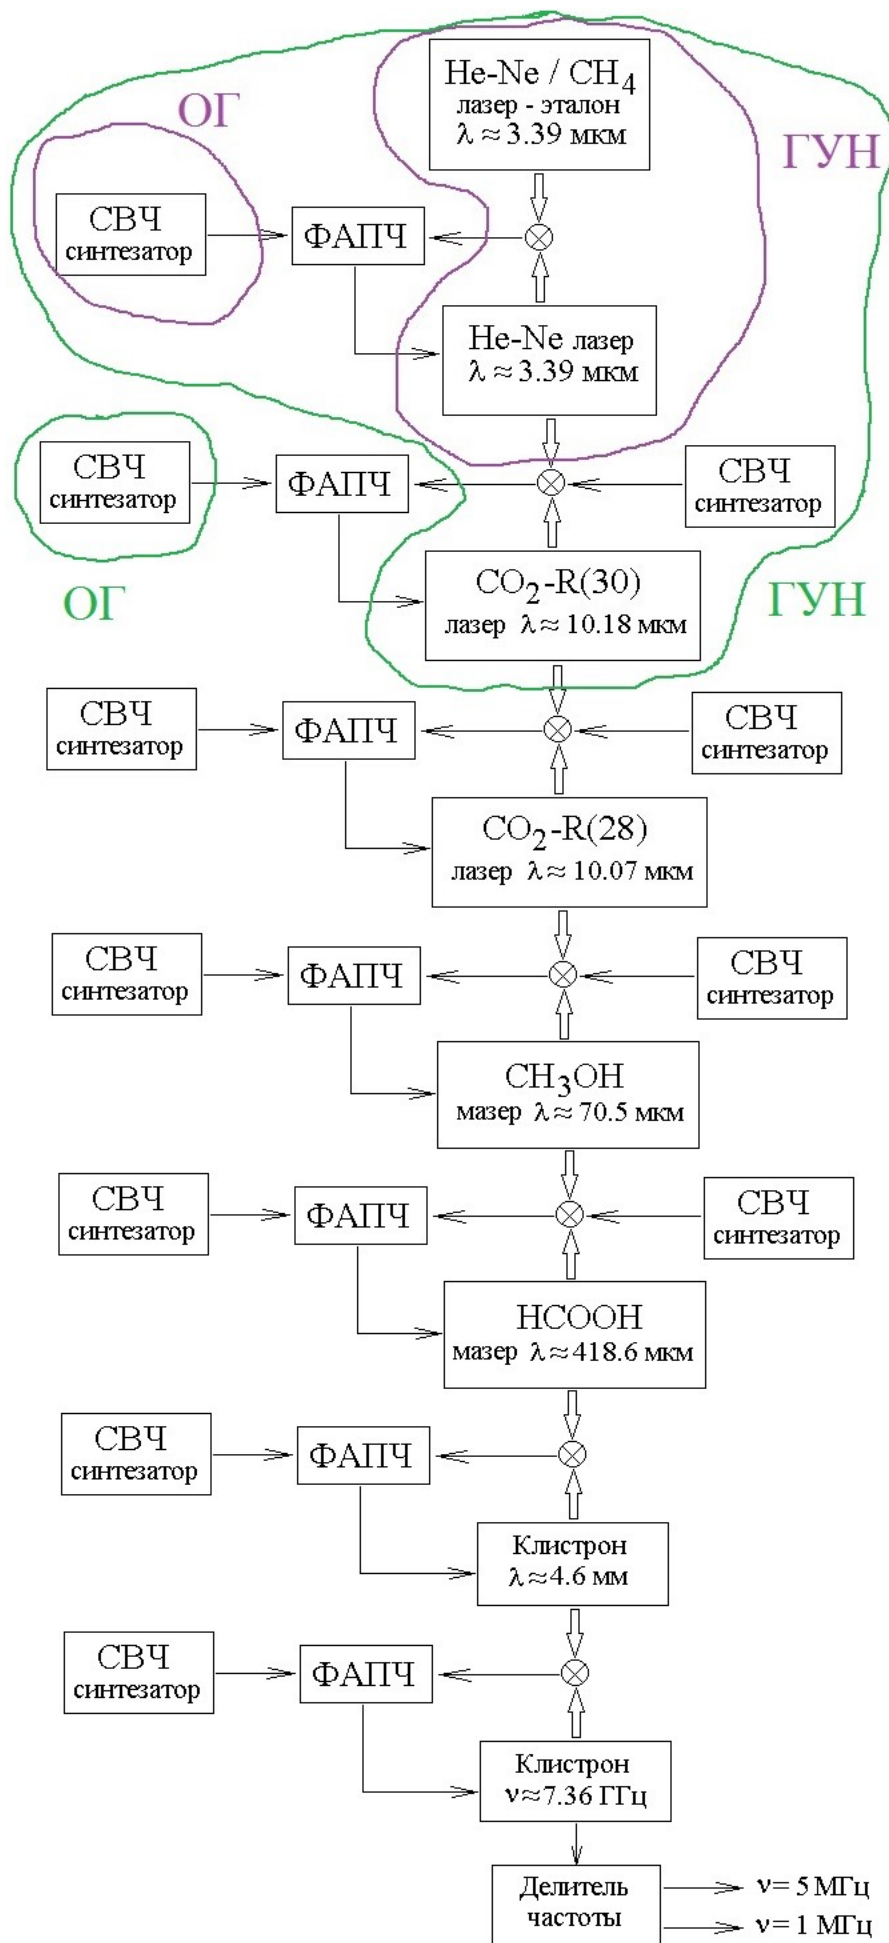 He-Ne / CH4
лазер - эталон
λ ≈ 3.39 мкм
ОГ
ГУН
СВЧ
синтезатор
ФАПЧ
He-Ne лазер
λ ≈ 3.39 мкм
СВЧ
синтезатор
ФАПЧ
СВЧ
синтезатор
ОГ
CO2-R(30)
лазер λ≈ 10.18 мкм
ГУН
СВЧ
синтезатор
ФАПЧ
СВЧ
синтезатор
CO2-R(28)
лазер λ≈ 10.07 мкм
СВЧ
синтезатор
ФАПЧ
СВЧ
синтезатор
CH3OH
мазер λ≈ 70.5 мкм
СВЧ
синтезатор
ФАПЧ
СВЧ
синтезатор
HCOOH
мазер λ≈418.6 мкм
СВЧ
синтезатор
ФАПЧ
Клистрон
λ≈4.6 мм
СВЧ
синтезатор
ФАПЧ
Клистрон
ν≈7.36 ГГц
Делитель
частоты
ν= 5 МГц
ν= 1 МГц